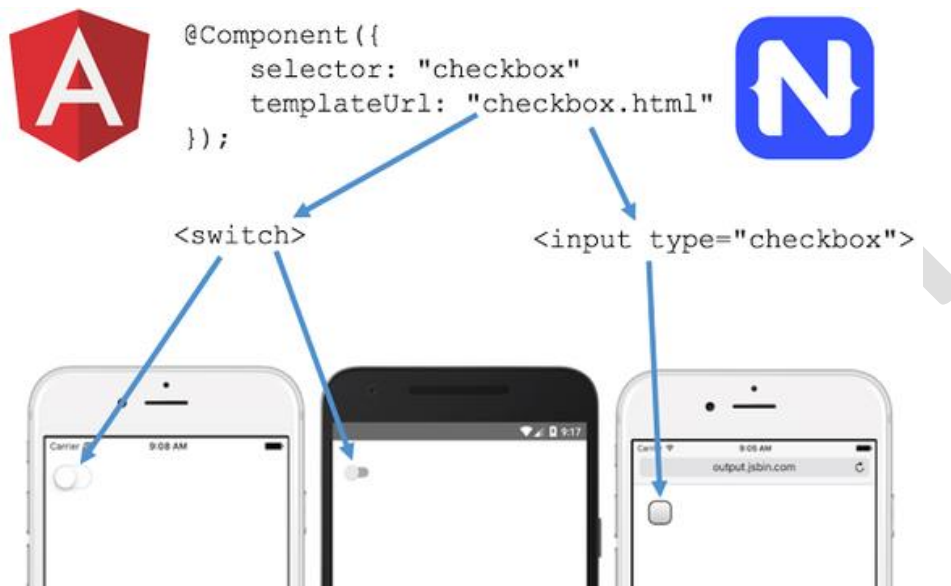 @Component({
selector: "checkbox"
templateUrl: "checkbox.html"
});
<switch>
<input type="checkbox">
Carrier
9:08 AM
9:17
9:05 AM
output.jsbin.com